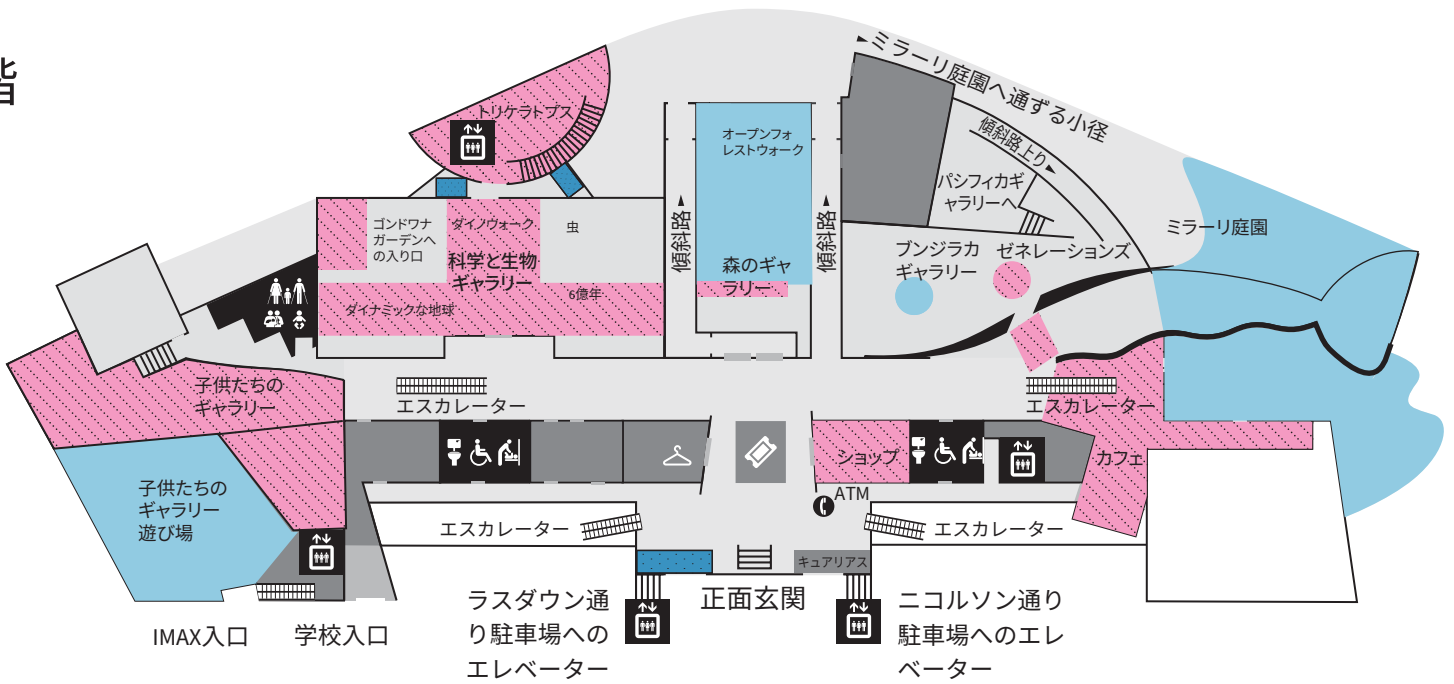 階
ミラーリ庭園へ通ずる小径
トリケラトプス
傾斜路上り
オープンフォ
レストウォーク
パシフィカギ
ャラリーへ
傾斜路
傾斜路
ゴンドワナ
ガーデンへ
の入り口
ダイノウォーク
虫
科学と生物
ギャラリー
6億年
ダイナミックな地球
森のギャ
ラリー
ブンジラカ
ギャラリー
ゼネレーションズ
ミラーリ庭園
子供たちの
ギャラリー
エスカレーター
エスカレーター
ショップ
カフェ
ATM
子供たちの
ギャラリー
遊び場
エスカレーター
エスカレーター
キュアリアス
正面玄関
IMAX入口
学校入口
ラスダウン通
り駐車場への
エレベーター
ニコルソン通り
駐車場へのエレ
ベーター